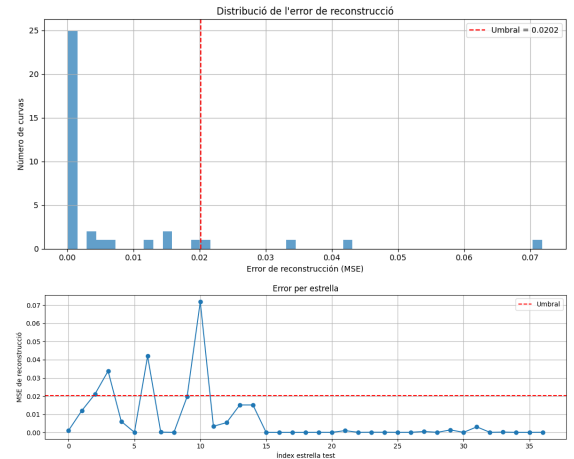 Distribució de l'error de reconstrucció
Umbral = 0.0202
Número de curvas
25
20
15
10
5
0
0.00 0.01 0.02 0.03 0.04 0.05 0.06 0.07
Error de reconstrucción (MSE)
Error per estrella
Umbral
MSE de reconstrucció
0.07
0.06
0.05
0.04
0.03
0.02
0.01
0.00
0 5 10 15 20 25 30 35
Index estrella test